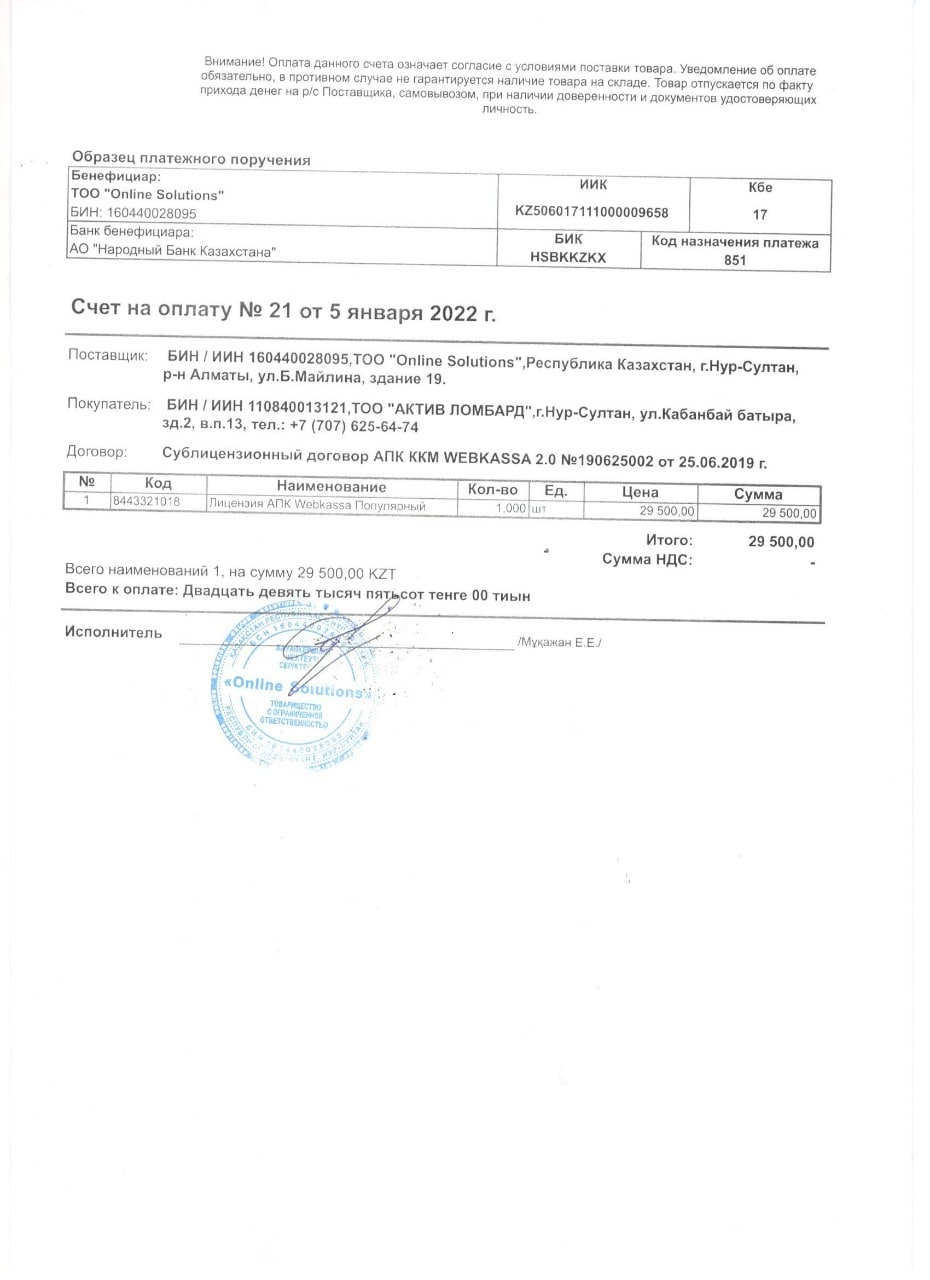 Внимание! Оплата данного счета означает согласие с условиями поставки товара. Уведомление об оплате
обязательно, в противном случае не гарантируется наличие товара на складе. Товар отпускается по факту
прихода денег на р/с Поставщика, самовывозом, при наличии доверенности и документов удостоверяющих
личность.
Образец платежного поручения
Бенефициар:
ТОО "Online Solutions"
БИН: 160440028095
ИИК
KZ506017111000009658
Кбе
17
Банк бенефициара:
АО "Народный Банк Казахстана"
БИК
HSBKKZKX
Код назначения платежа
851
Счет на оплату № 21 от 5 января 2022 г.
Поставщик: БИН / ИИН 160440028095,ТОО "Online Solutions",Республика Казахстан, г.Нур-Султан,
р-н Алматы, ул.Б.Майлина, здание 19.
Покупатель: БИН / ИИН 110840013121,ТОО "АКТИВ ЛОМБАРД",г.Нур-Султан, ул.Кабанбай батыра,
зд.2, в.п.13, тел.: +7 (707) 625-64-74
Договор: Сублицензионный договор АПК ККМ WEBKASSA 2.0 №190625002 от 25.06.2019 г.
№ Код Наименование Кол-во Ед. Цена Сумма
1 8443321018 Лицензия АПК Webkassa Популярный 1,000 шт 29 500,00 29 500,00
Итого: 29 500,00
Сумма НДС: -
Всего наименований 1, на сумму 29 500,00 KZT
Всего к оплате: Двадцать девять тысяч пятьсот тенге 00 тиын
Исполнитель /Мұқажан Е.Е./
«Online Solutions»
ТОВАРИЩЕСТВО
С ОГРАНИЧЕННОЙ
ОТВЕТСТВЕННОСТЬЮ